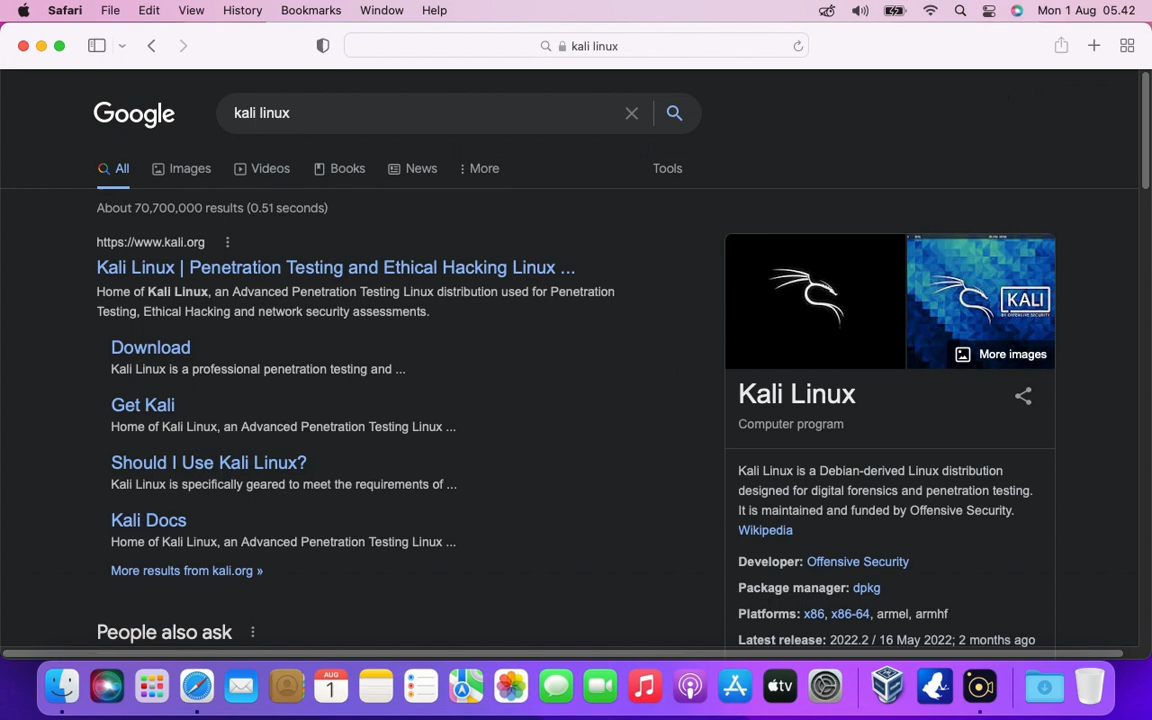 Safari File Edit View History Bookmarks Window Help Mon 1 Aug 05.42
kali linux
Google kali linux
All Images Videos Books News More Tools
About 70,700,000 results (0.51 seconds)
https://www.kali.org
Kali Linux | Penetration Testing and Ethical Hacking Linux ...
Home of Kali Linux, an Advanced Penetration Testing Linux distribution used for Penetration
Testing, Ethical Hacking and network security assessments.
Download
Kali Linux is a professional penetration testing and ...
Get Kali
Home of Kali Linux, an Advanced Penetration Testing Linux ...
Should I Use Kali Linux?
Kali Linux is specifically geared to meet the requirements of ...
Kali Docs
Home of Kali Linux, an Advanced Penetration Testing Linux ...
More results from kali.org »
People also ask
KALI
BY OFFENSIVE SECURITY
More images
Kali Linux
Computer program
Kali Linux is a Debian-derived Linux distribution
designed for digital forensics and penetration testing.
It is maintained and funded by Offensive Security.
Wikipedia
Developer: Offensive Security
Package manager: dpkg
Platforms: x86, x86-64, armel, armhf
Latest release: 2022.2 / 16 May 2022; 2 months ago
AUG
1
tv